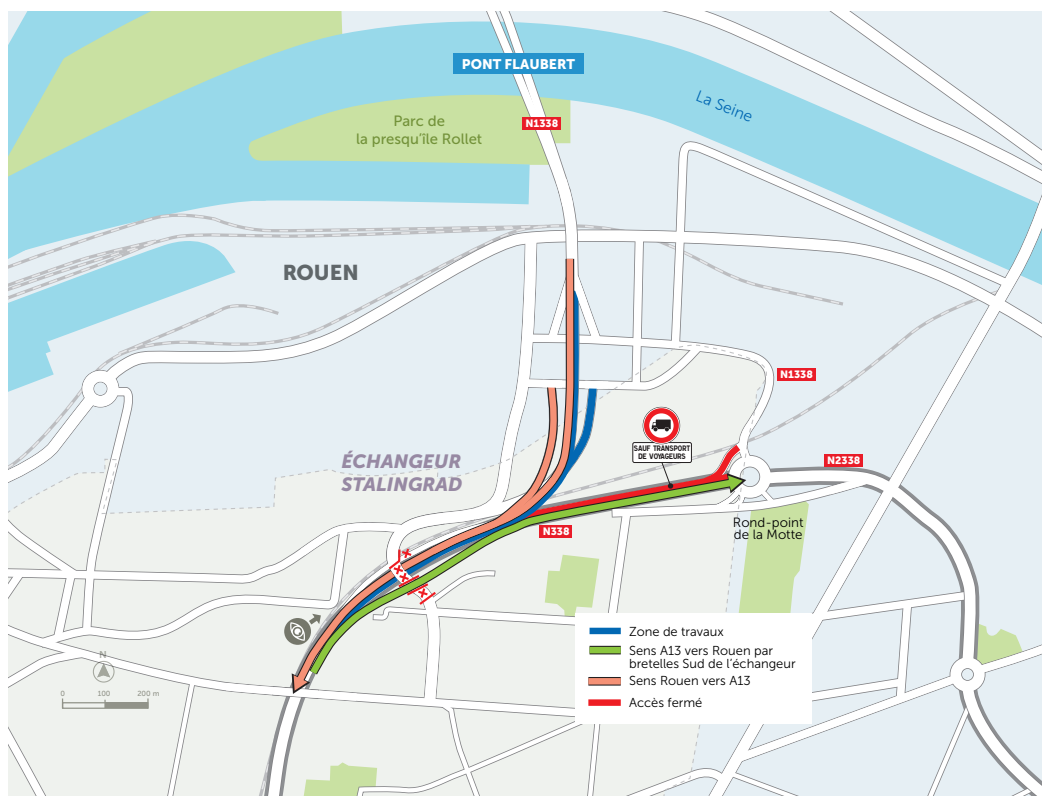 PONT FLAUBERT
La Seine
Parc de
la presqu'île Rollet
N1338
ROUEN
N1338
SAUF TRANSPORT
DE VOYAGEURS
ÉCHANGEUR
STALINGRAD
N2338
N338
Rond-point
de la Motte
Zone de travaux
Sens A13 vers Rouen par
bretelles Sud de l'échangeur
Sens Rouen vers A13
Accès fermé
N
0 100 200 m